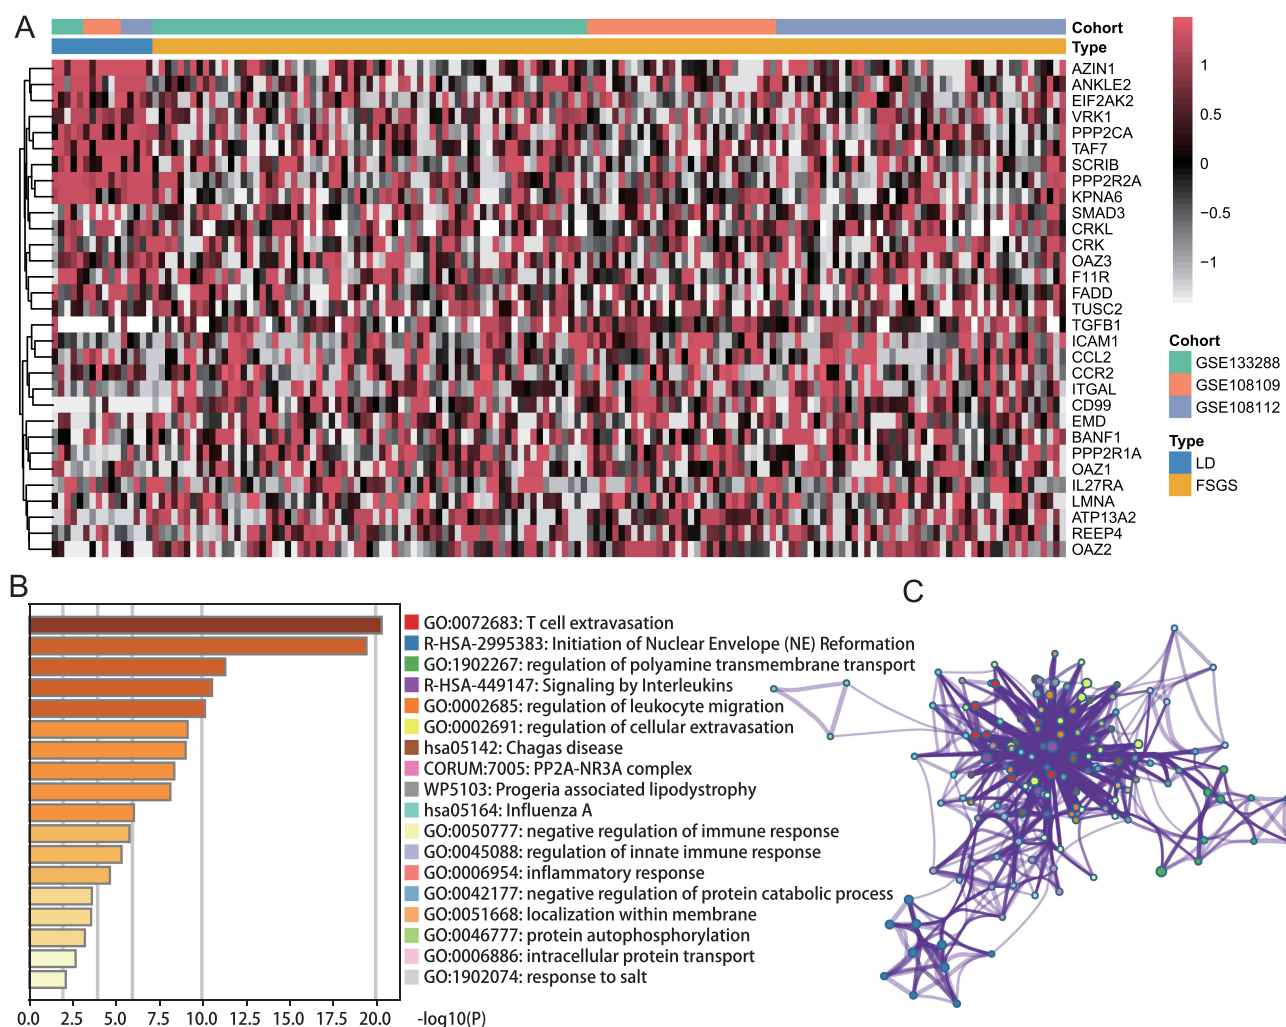 A
Cohort
Type
AZIN1
ANKLE2
EIF2AK2
VRK1
PPP2CA
TAF7
SCRIB
PPP2R2A
KPNA6
SMAD3
CRKL
CRK
OAZ3
F11R
FADD
TUSC2
TGFB1
ICAM1
CCL2
CCR2
ITGAL
CD99
EMD
BANF1
PPP2R1A
OAZ1
IL27RA
LMNA
ATP13A2
REEP4
OAZ2
1
0.5
0
−0.5
−1
Cohort
GSE133288
GSE108109
GSE108112
Type
LD
FSGS
B
GO:0072683: T cell extravasation
R-HSA-2995383: Initiation of Nuclear Envelope (NE) Reformation
GO:1902267: regulation of polyamine transmembrane transport
R-HSA-449147: Signaling by Interleukins
GO:0002685: regulation of leukocyte migration
GO:0002691: regulation of cellular extravasation
hsa05142: Chagas disease
CORUM:7005: PP2A-NR3A complex
WP5103: Progeria associated lipodystrophy
hsa05164: Influenza A
GO:0050777: negative regulation of immune response
GO:0045088: regulation of innate immune response
GO:0006954: inflammatory response
GO:0042177: negative regulation of protein catabolic process
GO:0051668: localization within membrane
GO:0046777: protein autophosphorylation
GO:0006886: intracellular protein transport
GO:1902074: response to salt
0.0 2.5 5.0 7.5 10.0 12.5 15.0 17.5 20.0 -log10(P)
C